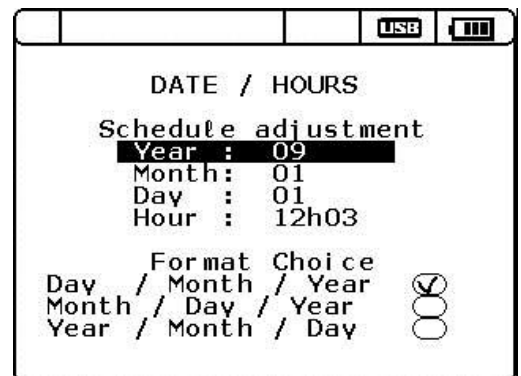 USB
DATE / HOURS
Schedule adjustment
Year : 09
Month: 01
Day : 01
Hour : 12h03
Format Choice
Day / Month / Year
Month / Day / Year
Year / Month / Day